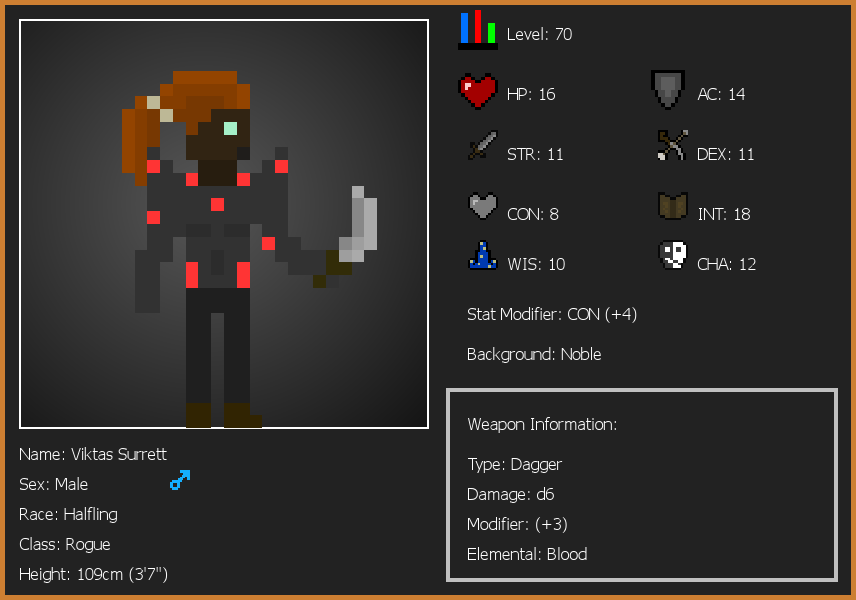 Level: 70
HP: 16
AC: 14
STR: 11
DEX: 11
CON: 8
INT: 18
WIS: 10
CHA: 12
Stat Modifier: CON (+4)
Background: Noble
Weapon Information:
Type: Dagger
Damage: d6
Modifier: (+3)
Elemental: Blood
Name: Viktas Surrett
Sex: Male
Race: Halfling
Class: Rogue
Height: 109cm (3'7")